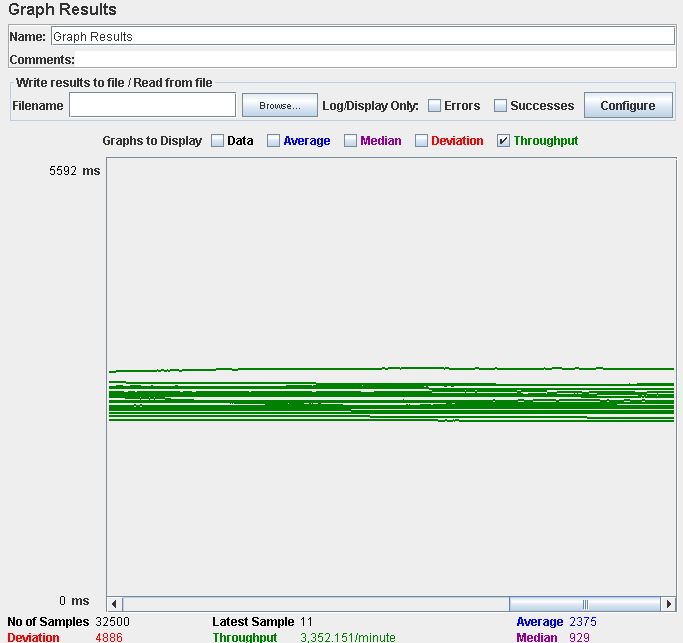 Graph Results
Name: Graph Results
Comments:
Write results to file / Read from file
Filename Browse... Log/Display Only: Errors Successes Configure
Graphs to Display Data Average Median Deviation Throughput
5592 ms
0 ms
No of Samples 32500 Latest Sample 11 Average 2375
Deviation 4886 Throughput 3,352.151/minute Median 929